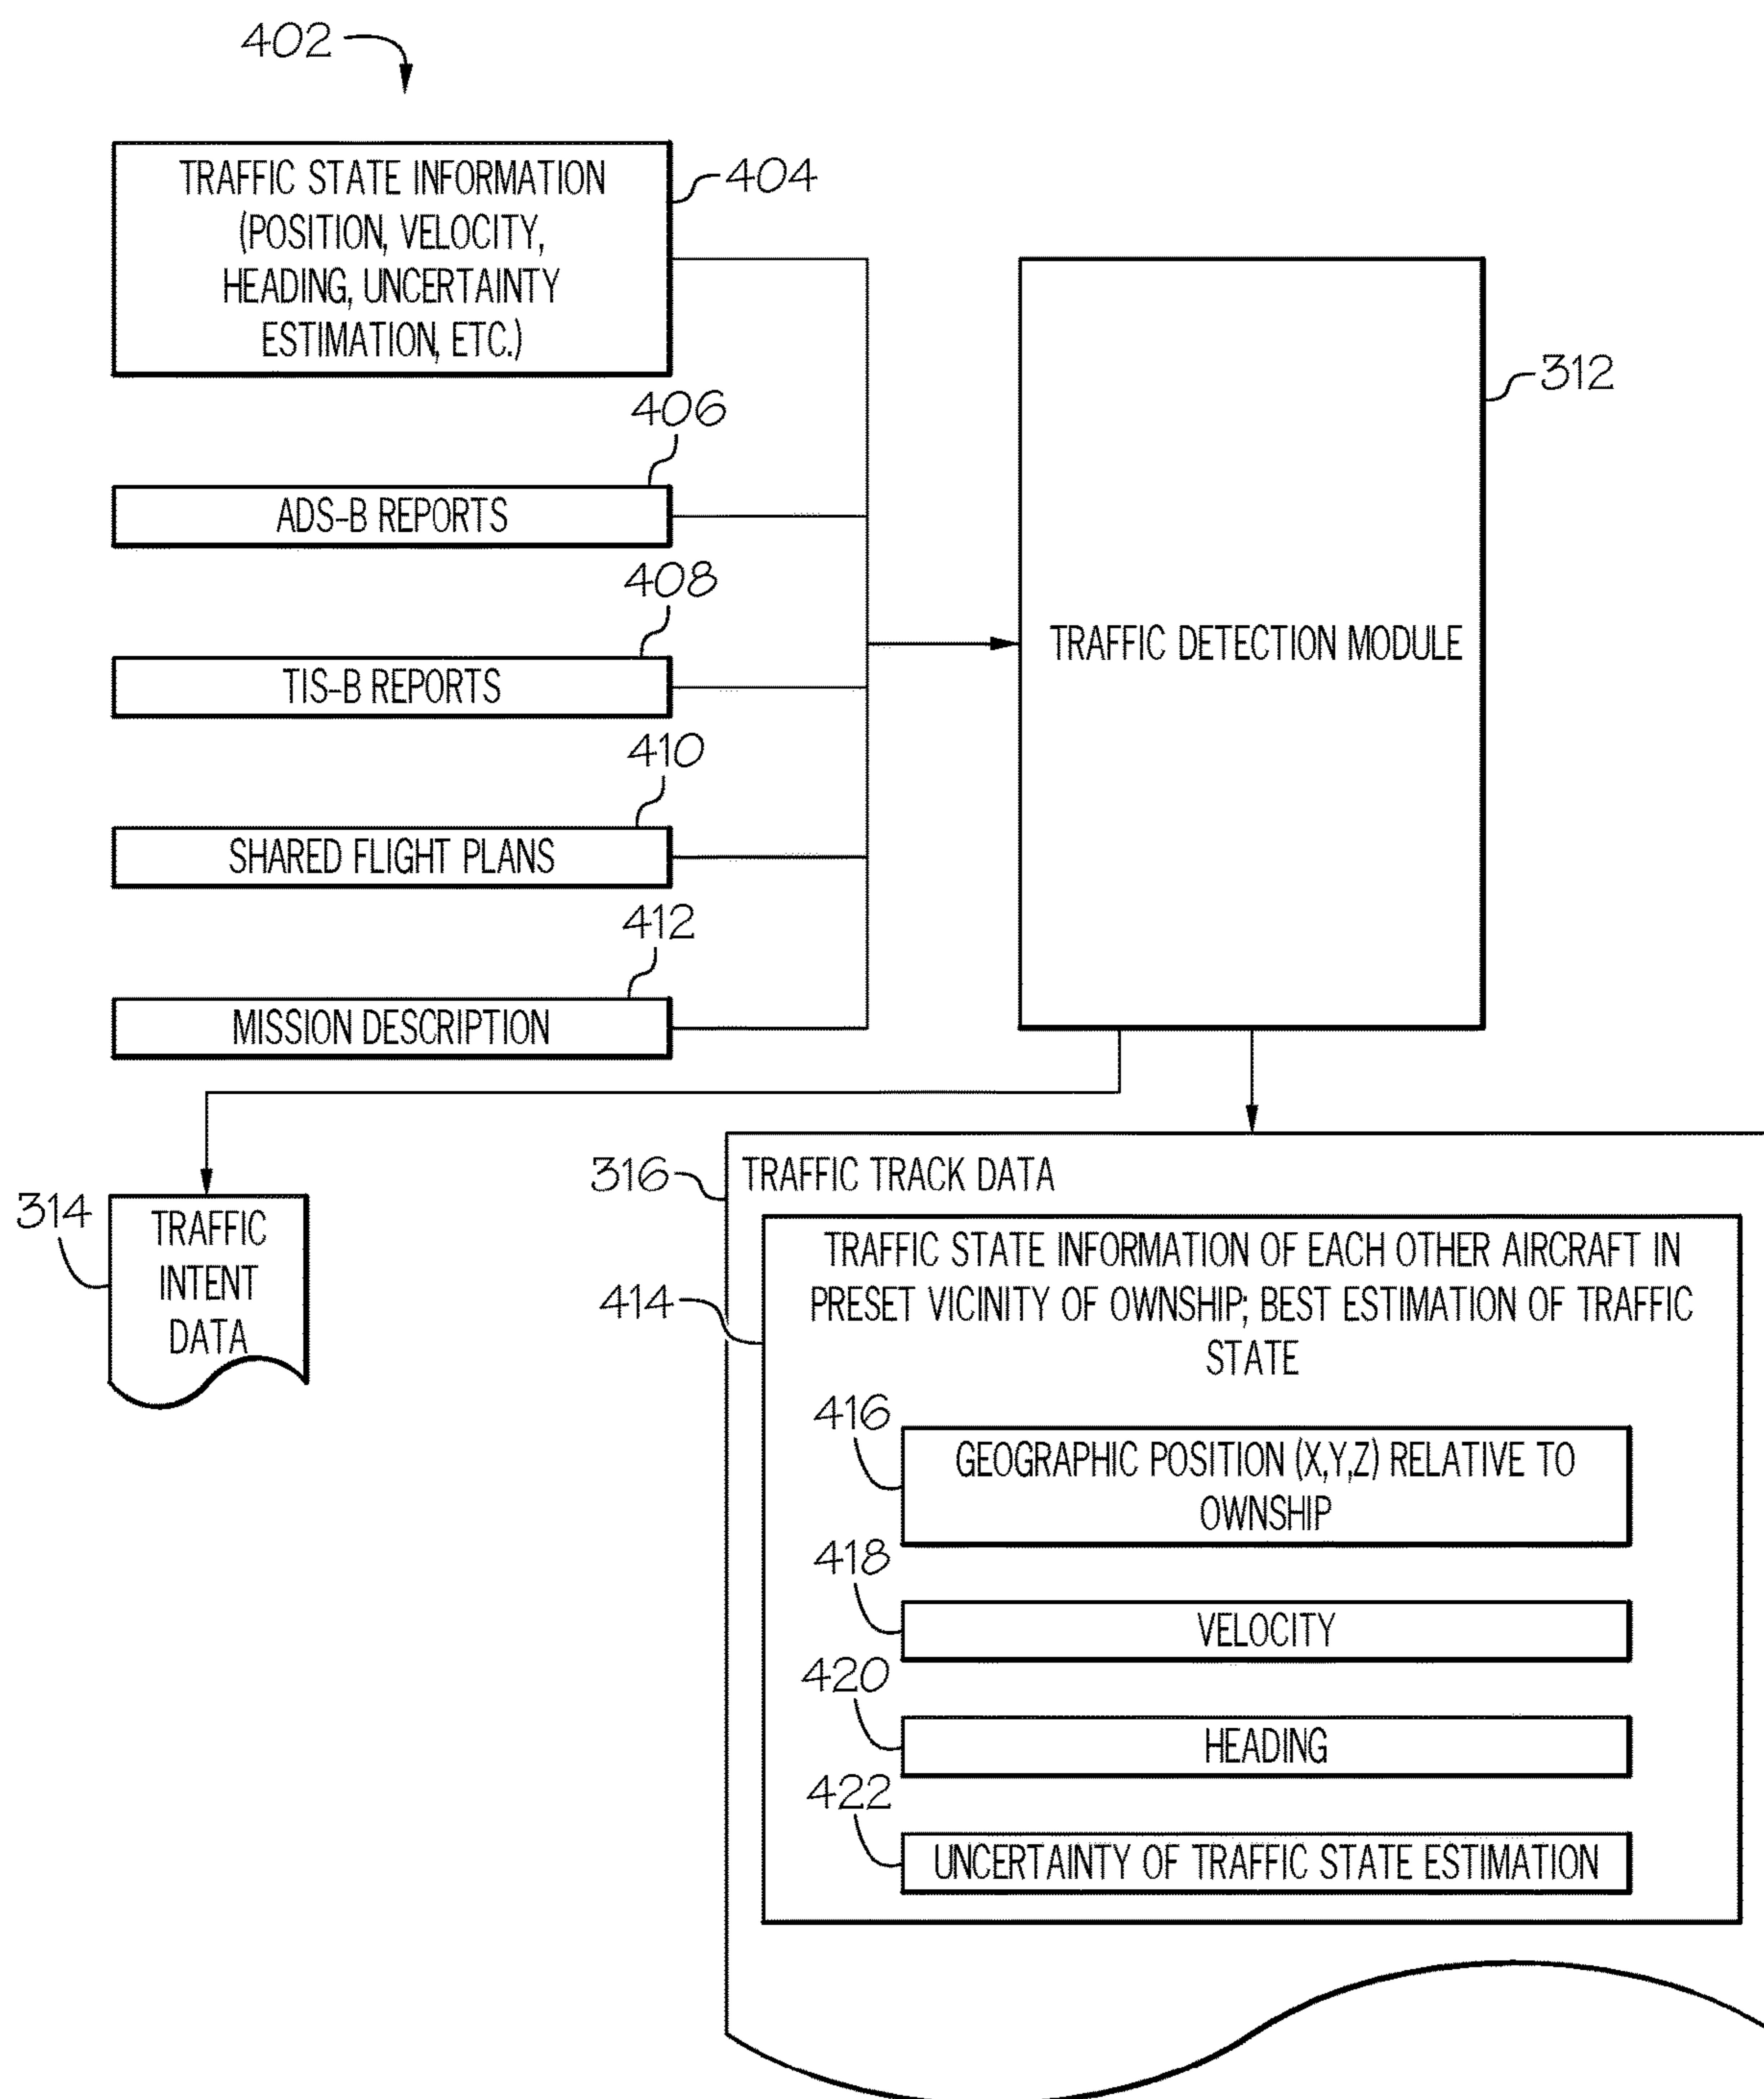 402
TRAFFIC STATE INFORMATION
(POSITION, VELOCITY,
HEADING, UNCERTAINTY
ESTIMATION, ETC.)
404
406
ADS-B REPORTS
408
TIS-B REPORTS
410
SHARED FLIGHT PLANS
412
MISSION DESCRIPTION
312
TRAFFIC DETECTION MODULE
314
TRAFFIC
INTENT
DATA
316
TRAFFIC TRACK DATA
414
TRAFFIC STATE INFORMATION OF EACH OTHER AIRCRAFT IN
PRESET VICINITY OF OWNSHIP; BEST ESTIMATION OF TRAFFIC
STATE
416
GEOGRAPHIC POSITION (X,Y,Z) RELATIVE TO
OWNSHIP
418
VELOCITY
420
HEADING
422
UNCERTAINTY OF TRAFFIC STATE ESTIMATION